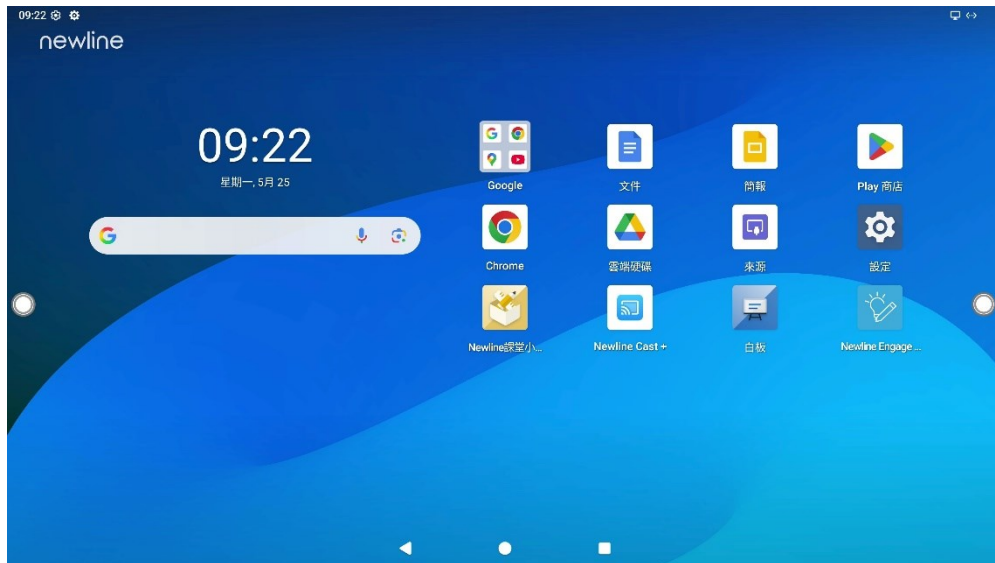 09:22
newline
09:22
星期一, 5月 25
Google
文件
簡報
Play 商店
Chrome
雲端硬碟
來源
設定
Newline課堂小...
Newline Cast +
白板
Newline Engage ...